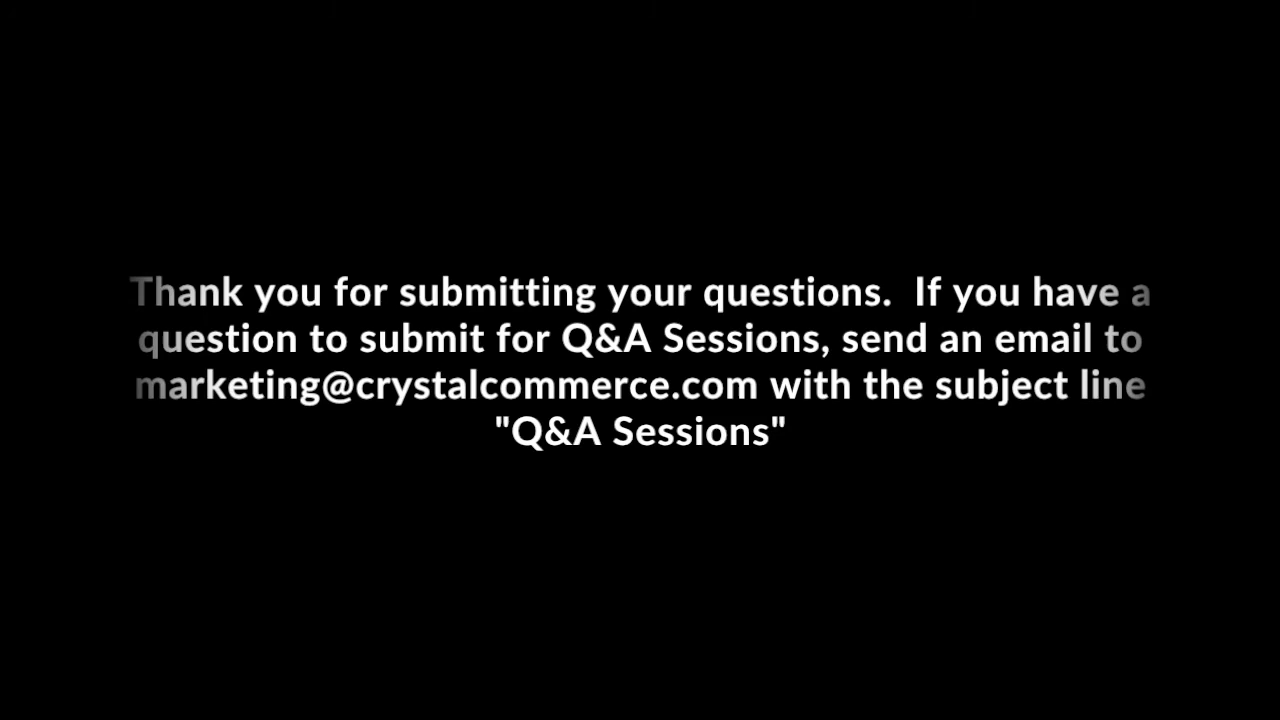 Thank you for submitting your questions.  If you have a
question to submit for Q&A Sessions, send an email to
marketing@crystalcommerce.com with the subject line
"Q&A Sessions"